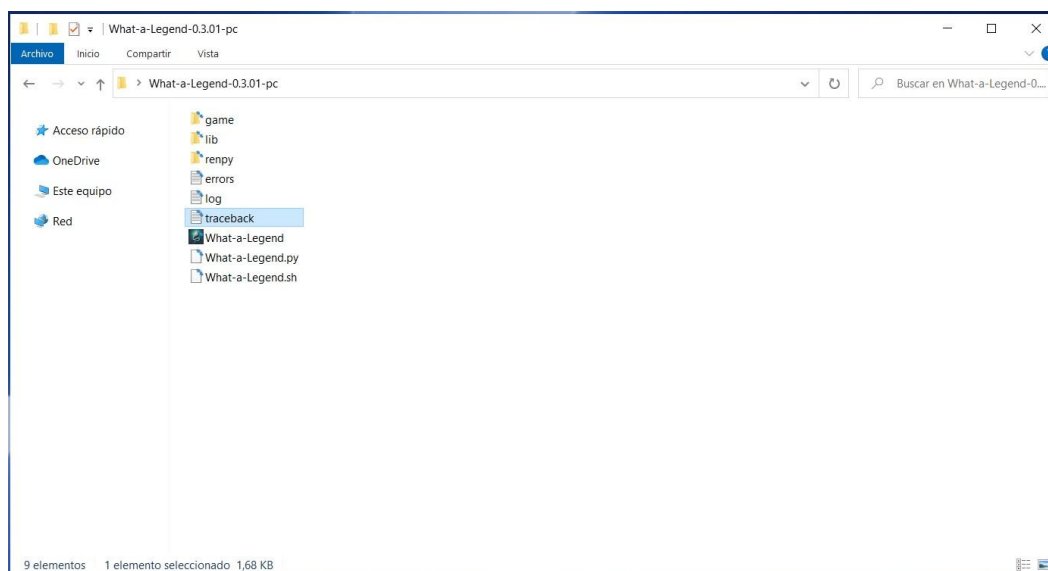 What-a-Legend-0.3.01-pc
Archivo Inicio Compartir Vista
What-a-Legend-0.3.01-pc Buscar en What-a-Legend-0....
Acceso rápido
OneDrive
Este equipo
Red
game
lib
renpy
errors
log
traceback
What-a-Legend
What-a-Legend.py
What-a-Legend.sh
9 elementos 1 elemento seleccionado 1,68 KB